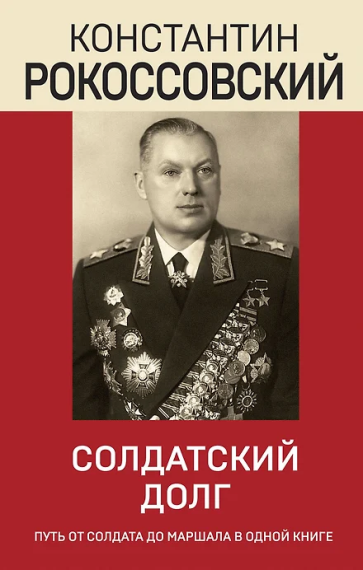 КОНСТАНТИН
РОКОССОВСКИЙ
СОЛДАТСКИЙ
ДОЛГ
ПУТЬ ОТ СОЛДАТА ДО МАРШАЛА В ОДНОЙ КНИГЕ